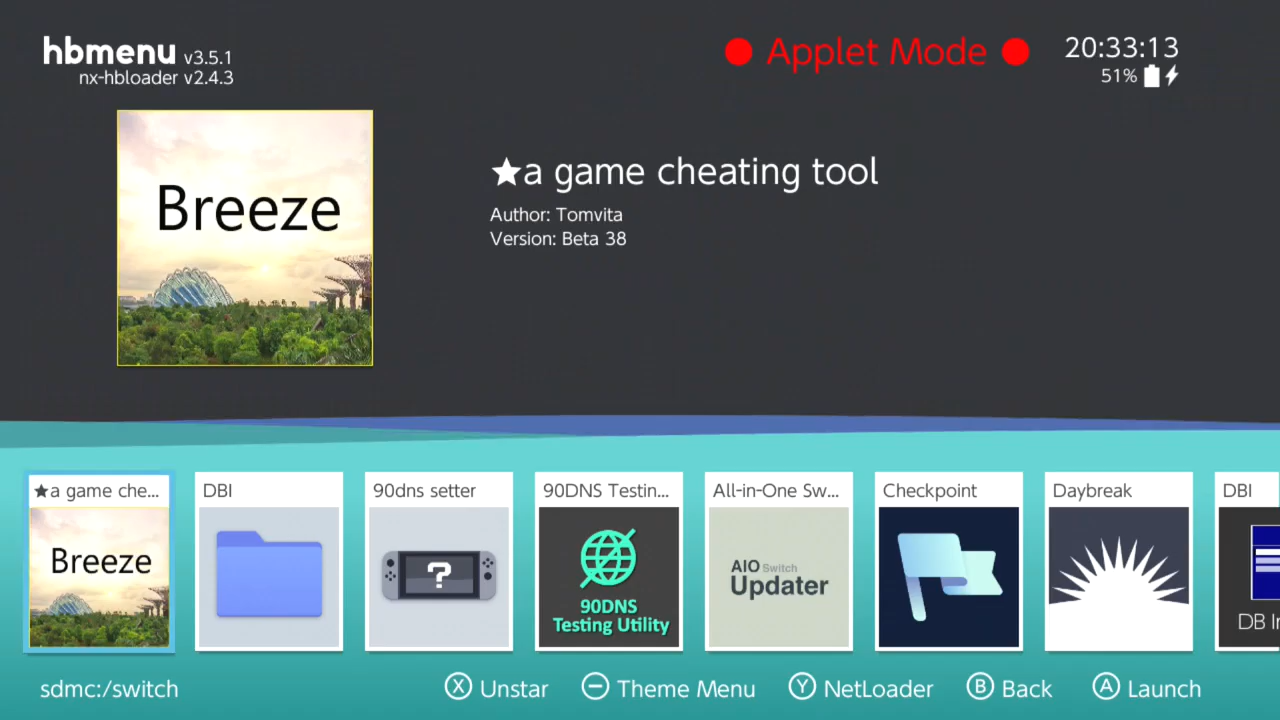 hbmenu v3.5.1
nx-hbloader v2.4.3
Applet Mode
20:33:13
51%
Breeze
★a game cheating tool
Author: Tomvita
Version: Beta 38
★a game che...
DBI
90dns setter
90DNS Testin...
All-in-One Sw...
Checkpoint
Daybreak
DBI
Breeze
?
90DNS
Testing Utility
AIO Switch
Updater
DB In
sdmc:/switch
X Unstar
− Theme Menu
Y NetLoader
B Back
A Launch